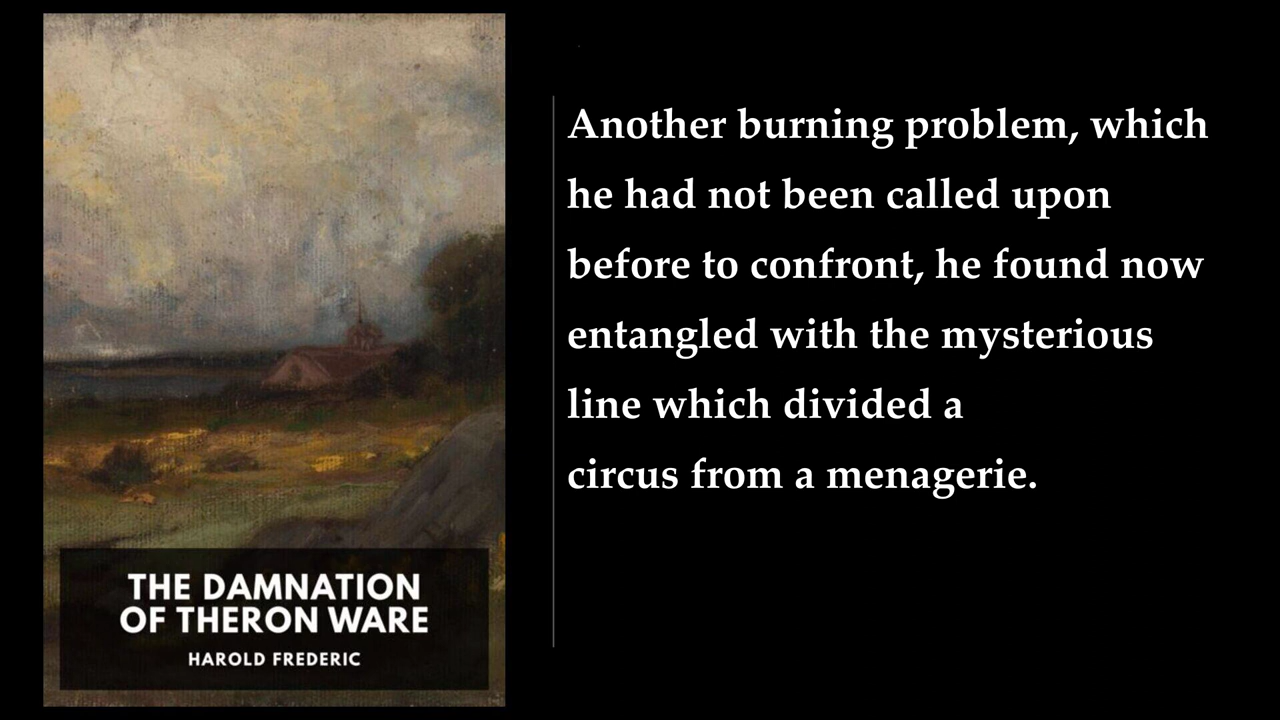 THE DAMNATION
OF THERON WARE
HAROLD FREDERIC
Another burning problem, which
he had not been called upon
before to confront, he found now
entangled with the mysterious
line which divided a
circus from a menagerie.